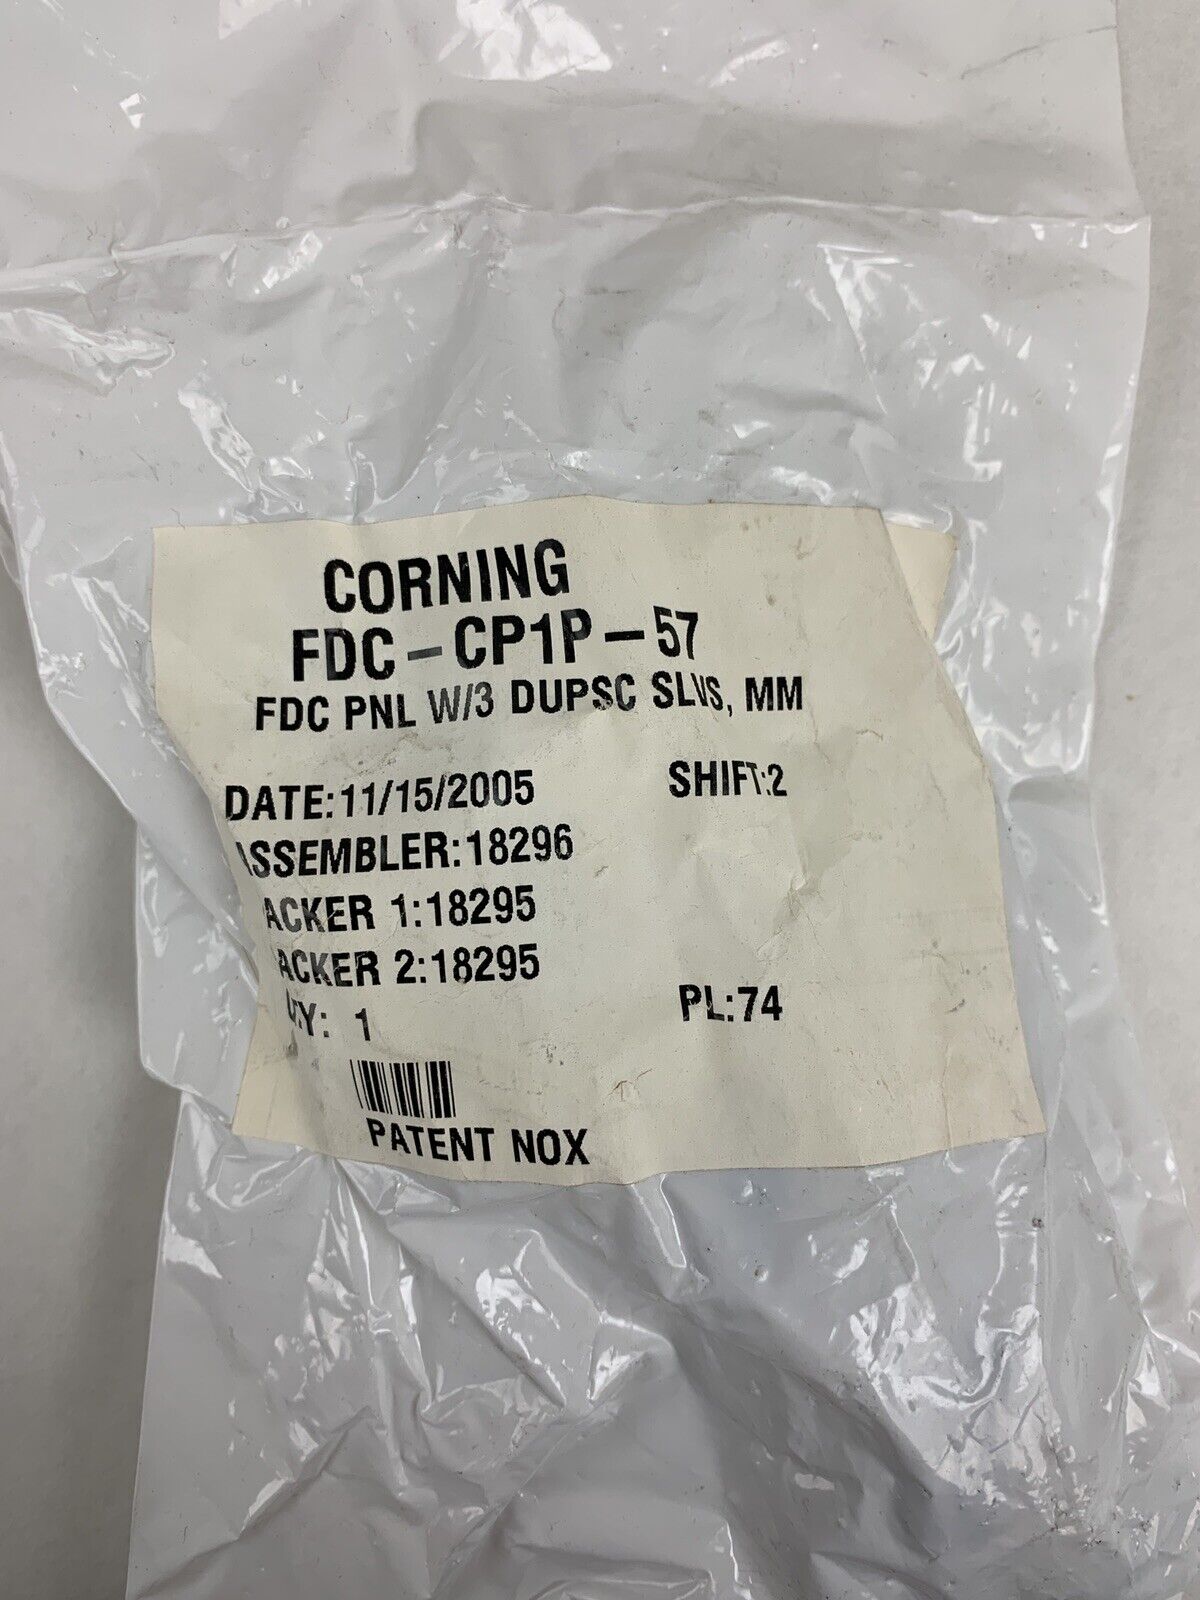 CORNING
FDC-CP1P-57
FDC PNL W/3 DUPSC SLVS, MM
DATE:11/15/2005 SHIFT:2
ASSEMBLER:18296
ACKER 1:18295
ACKER 2:18295
QTY: 1 PL:74
PATENT NOX